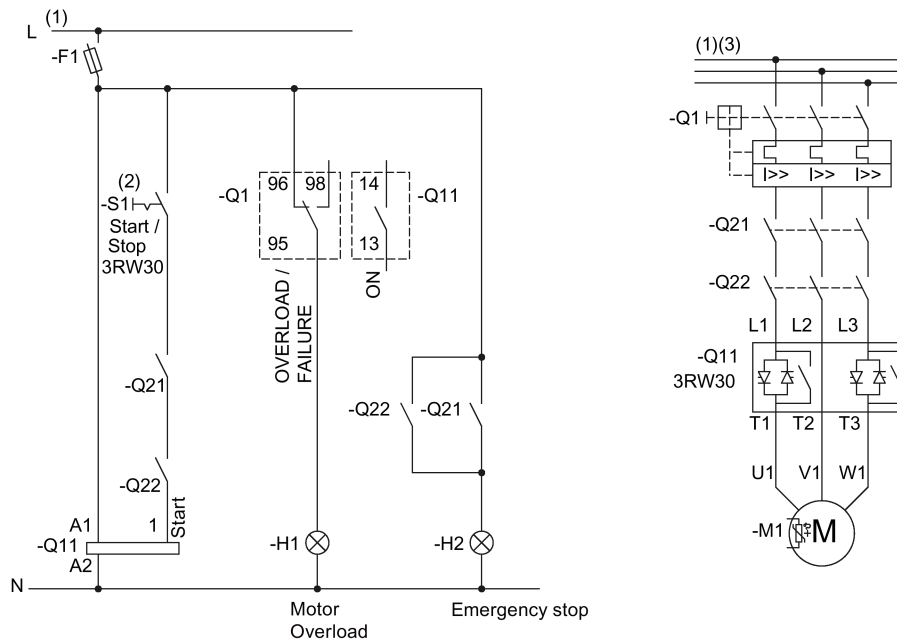 (1)
L
-F1
(2)
-S1
Start /
Stop
3RW30
-Q21
-Q22
A1
1
Start
-Q11
A2
N
-Q1
96
98
95
OVERLOAD /
FAILURE
14
13
-Q11
ON
-Q22
-Q21
-H1
-H2
Motor
Overload
Emergency stop
(1)(3)
-Q1
I>>
I>>
I>>
-Q21
-Q22
L1
L2
L3
-Q11
3RW30
T1
T2
T3
U1
V1
W1
-M1
M